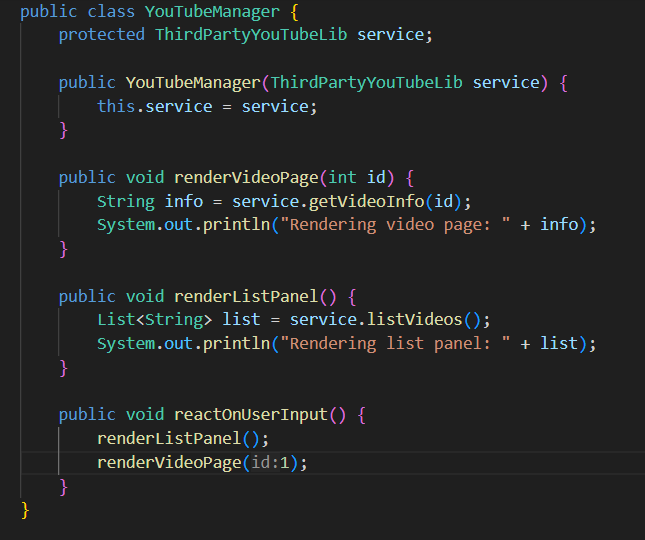 public class YouTubeManager {
    protected ThirdPartyYouTubeLib service;

    public YouTubeManager(ThirdPartyYouTubeLib service) {
        this.service = service;
    }

    public void renderVideoPage(int id) {
        String info = service.getVideoInfo(id);
        System.out.println("Rendering video page: " + info);
    }

    public void renderListPanel() {
        List<String> list = service.listVideos();
        System.out.println("Rendering list panel: " + list);
    }

    public void reactOnUserInput() {
        renderListPanel();
        renderVideoPage(id:1);
    }
}